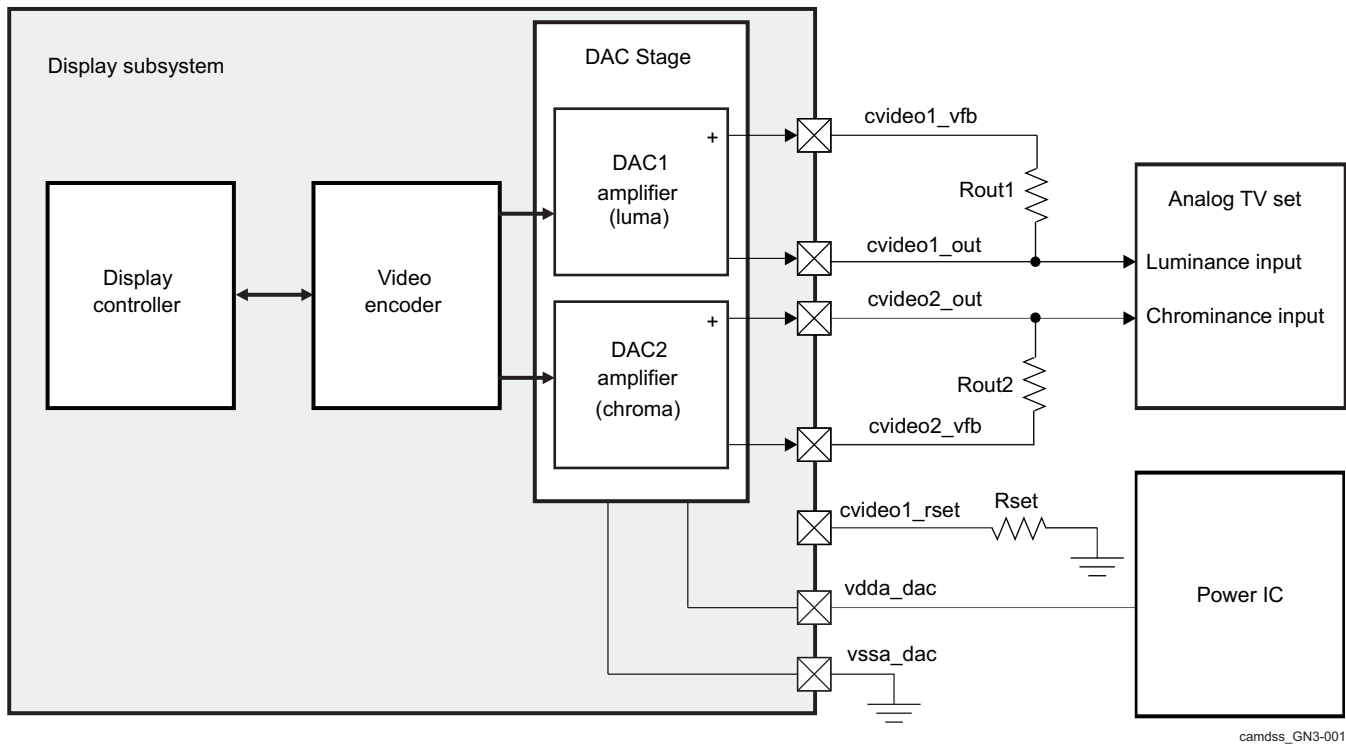 Display subsystem
DAC Stage
Display
controller
Video
encoder
+
DAC1
amplifier
(luma)
+
DAC2
amplifier
(chroma)
cvideo1_vfb
Rout1
cvideo1_out
cvideo2_out
Rout2
cvideo2_vfb
cvideo1_rset
Rset
vdda_dac
vssa_dac
Analog TV set
Luminance input
Chrominance input
Power IC
camdss_GN3-001